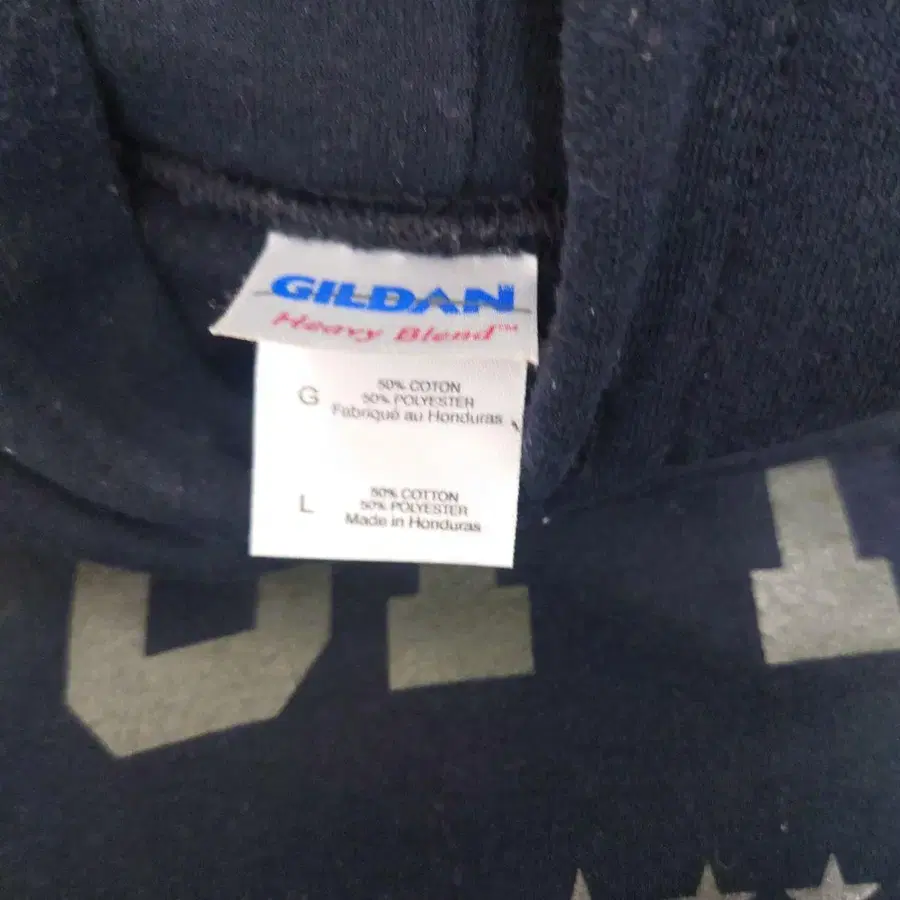 GILDAN
Heavy Blend™
G
50% COTON
50% POLYESTER
Fabriqué au Honduras
L
50% COTTON
50% POLYESTER
Made in Honduras